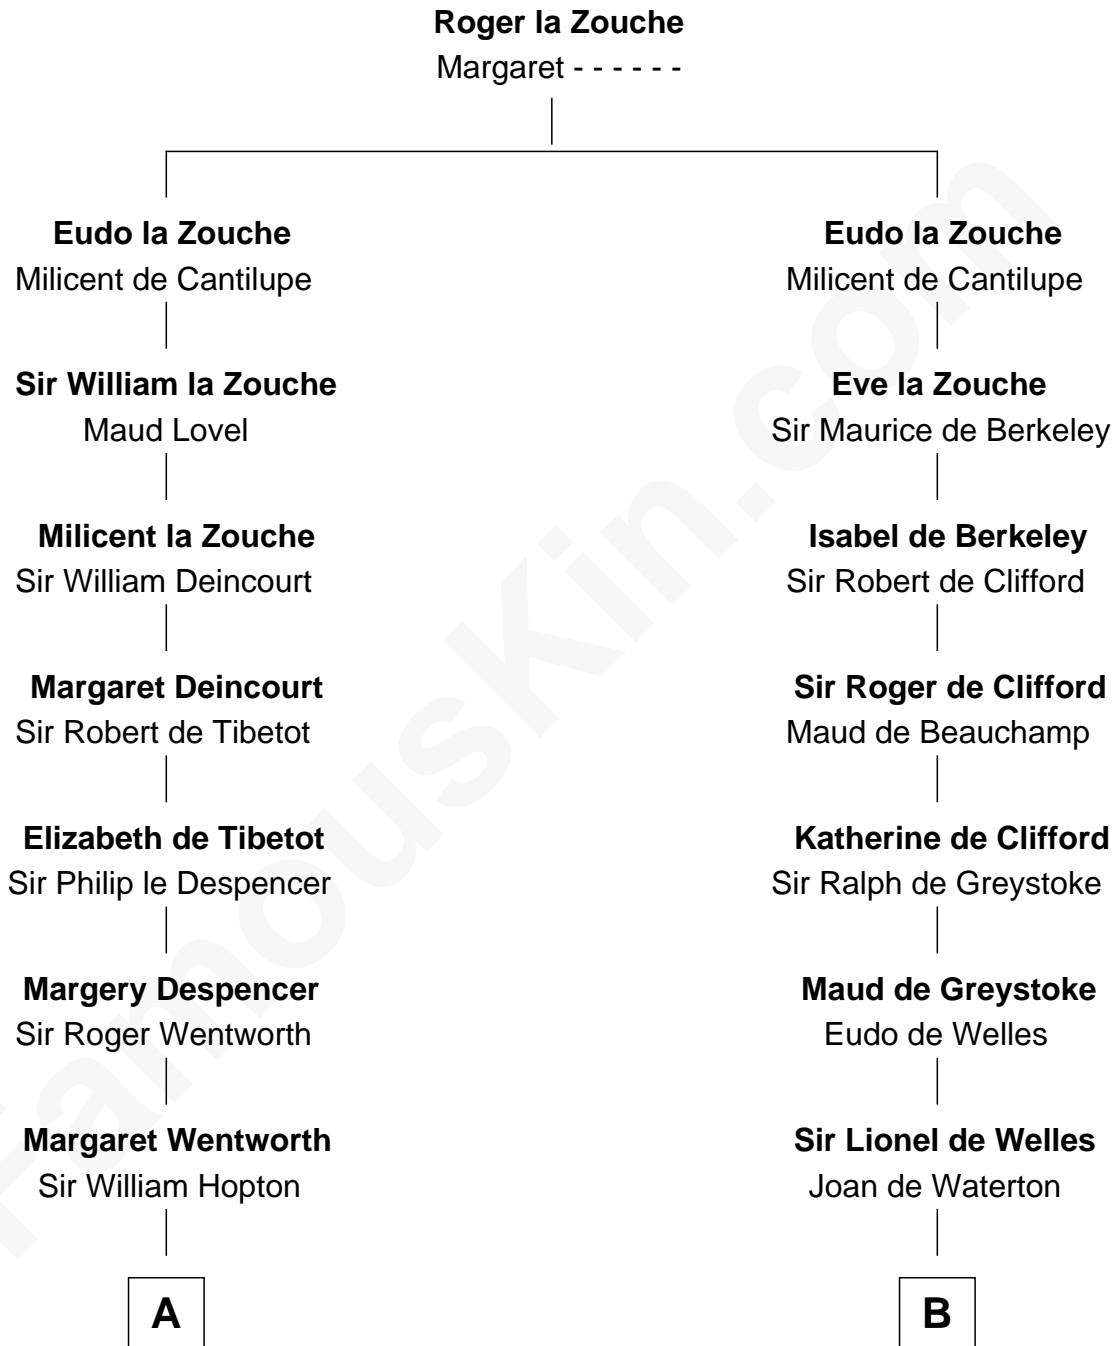 Roger la Zouche
Margaret - - - - - -
Eudo la Zouche
Milicent de Cantilupe
Eudo la Zouche
Milicent de Cantilupe
Sir William la Zouche
Maud Lovel
Eve la Zouche
Sir Maurice de Berkeley
Milicent la Zouche
Sir William Deincourt
Isabel de Berkeley
Sir Robert de Clifford
Margaret Deincourt
Sir Robert de Tibetot
Sir Roger de Clifford
Maud de Beauchamp
Elizabeth de Tibetot
Sir Philip le Despencer
Katherine de Clifford
Sir Ralph de Greystoke
Margery Despencer
Sir Roger Wentworth
Maud de Greystoke
Eudo de Welles
Margaret Wentworth
Sir William Hopton
Sir Lionel de Welles
Joan de Waterton
A
B
FamousKin.com